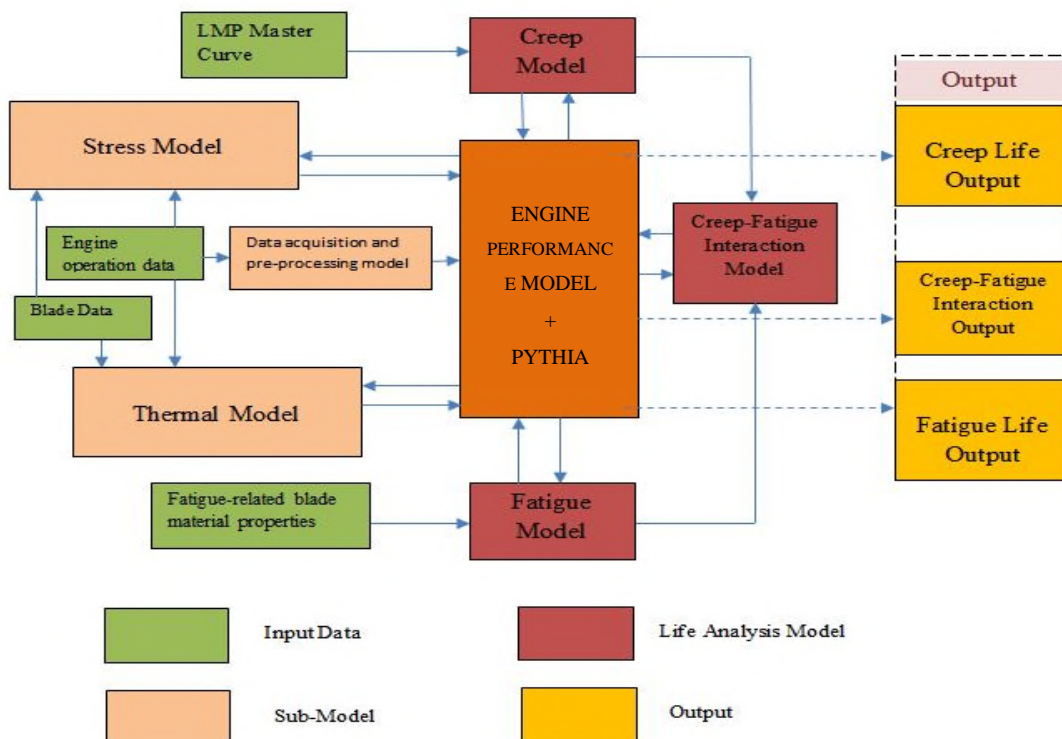 LMP Master
Curve
Creep
Model
Output
Stress Model
Creep Life
Output
ENGINE
PERFORMANC
E MODEL
+
PYTHIA
Creep-Fatigue
Interaction
Model
Engine
operation data
Data acquisition and
pre-processing model
Blade Data
Creep-Fatigue
Interaction
Output
Thermal Model
Fatigue Life
Output
Fatigue-related blade
material properties
Fatigue
Model
Input Data
Life Analysis Model
Sub-Model
Output